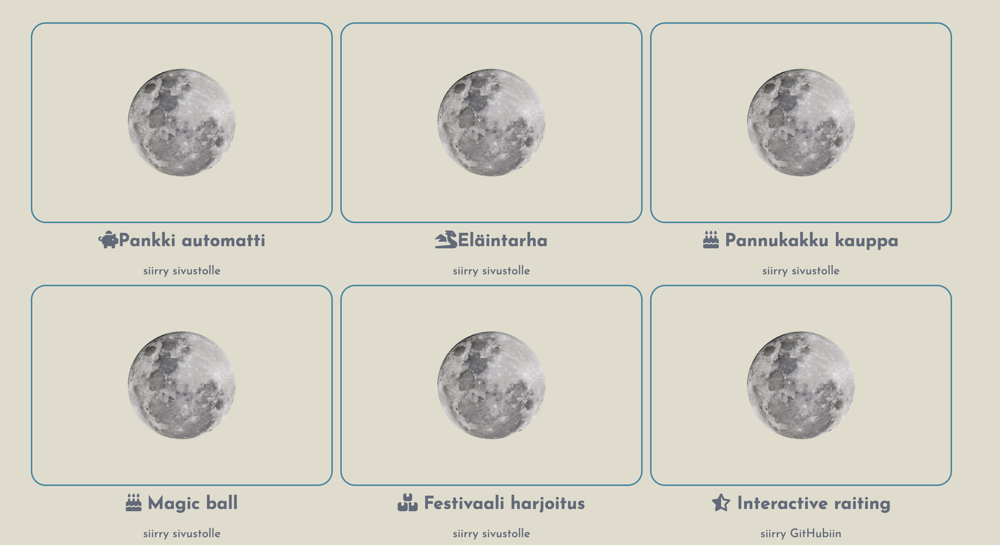 Pankki automatti
siirry sivustolle
Eläintarha
siirry sivustolle
Pannukakku kauppa
siirry sivustolle
Magic ball
siirry sivustolle
Festivaali harjoitus
siirry sivustolle
Interactive raiting
siirry GitHubiin